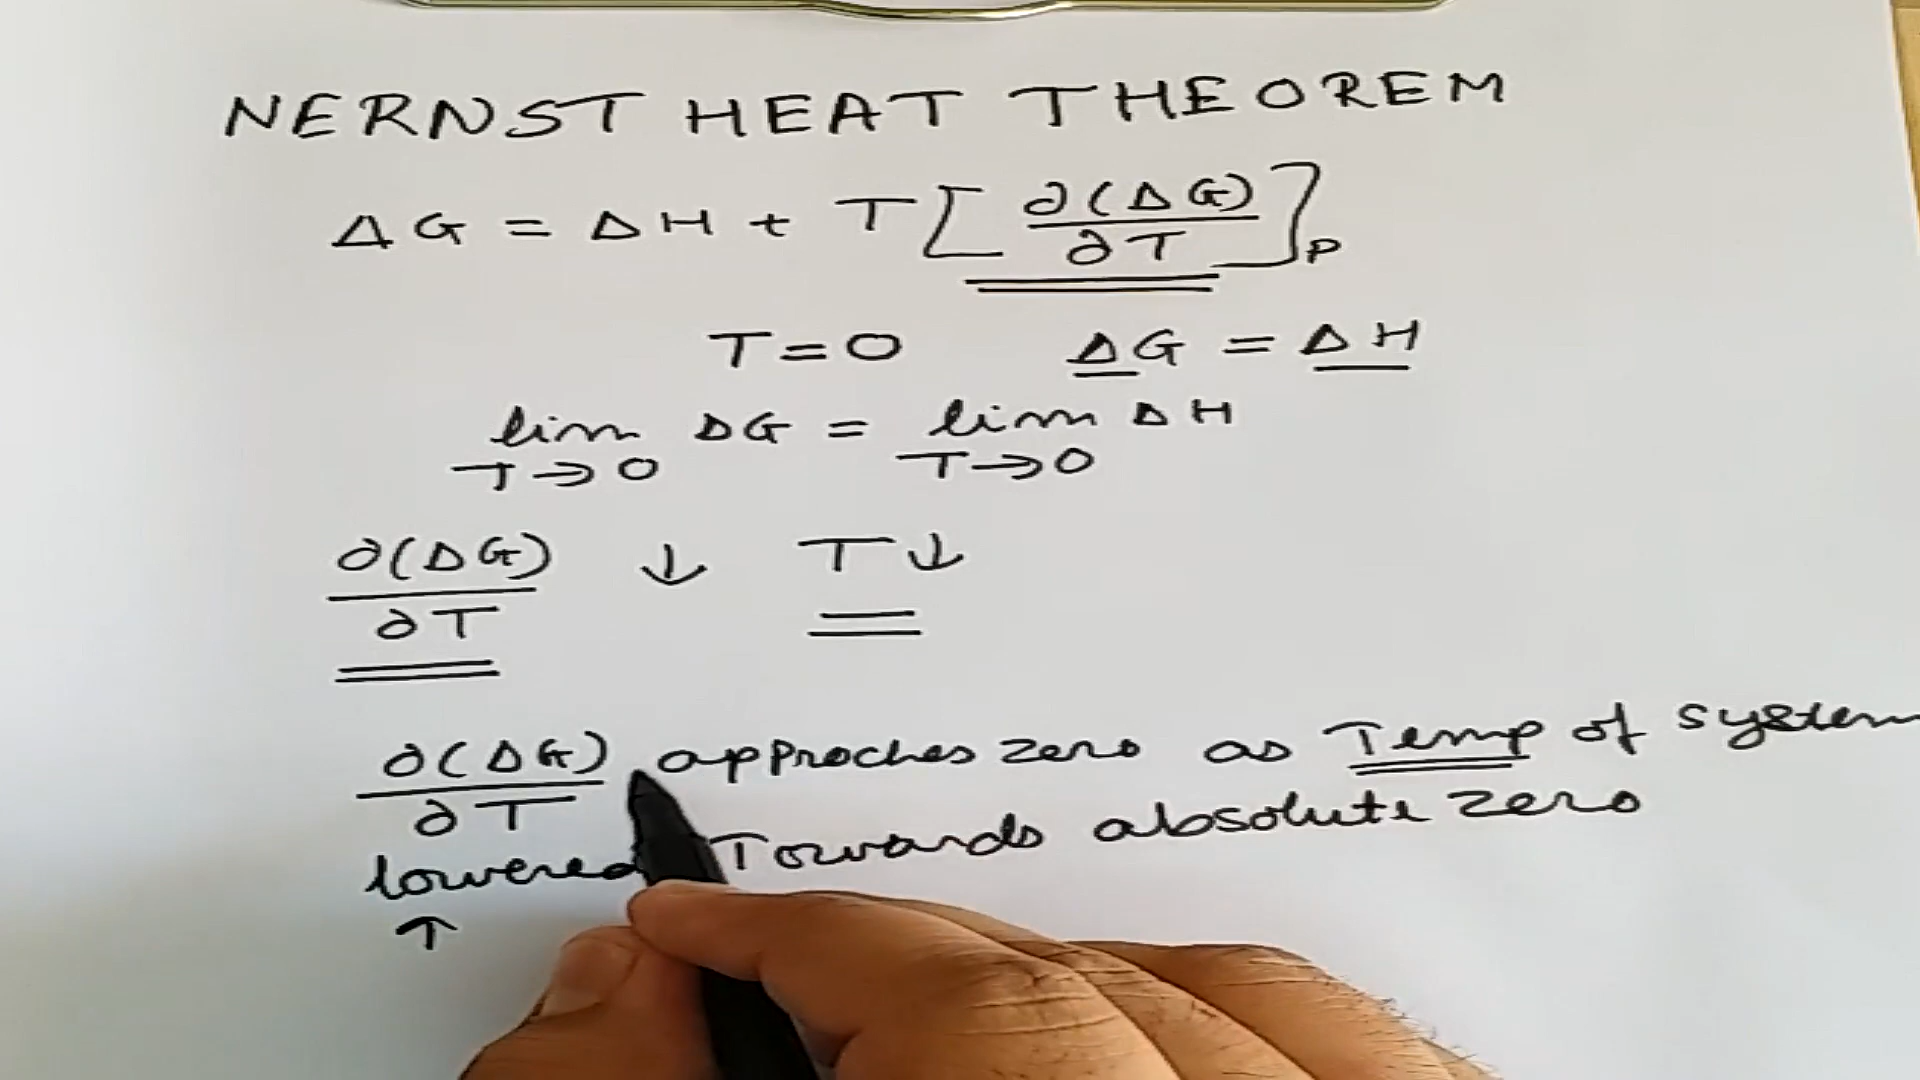 NERNST HEAT THEOREM
ΔG = ΔH + T[∂(ΔG)/∂T]P
T=0 ΔG = ΔH
lim T→0 ΔG = lim T→0 ΔH
∂(ΔG)/∂T ↓ T↓
∂(ΔG)/∂T approches zero as Temp of system
lowered Towards absolute zero
↑